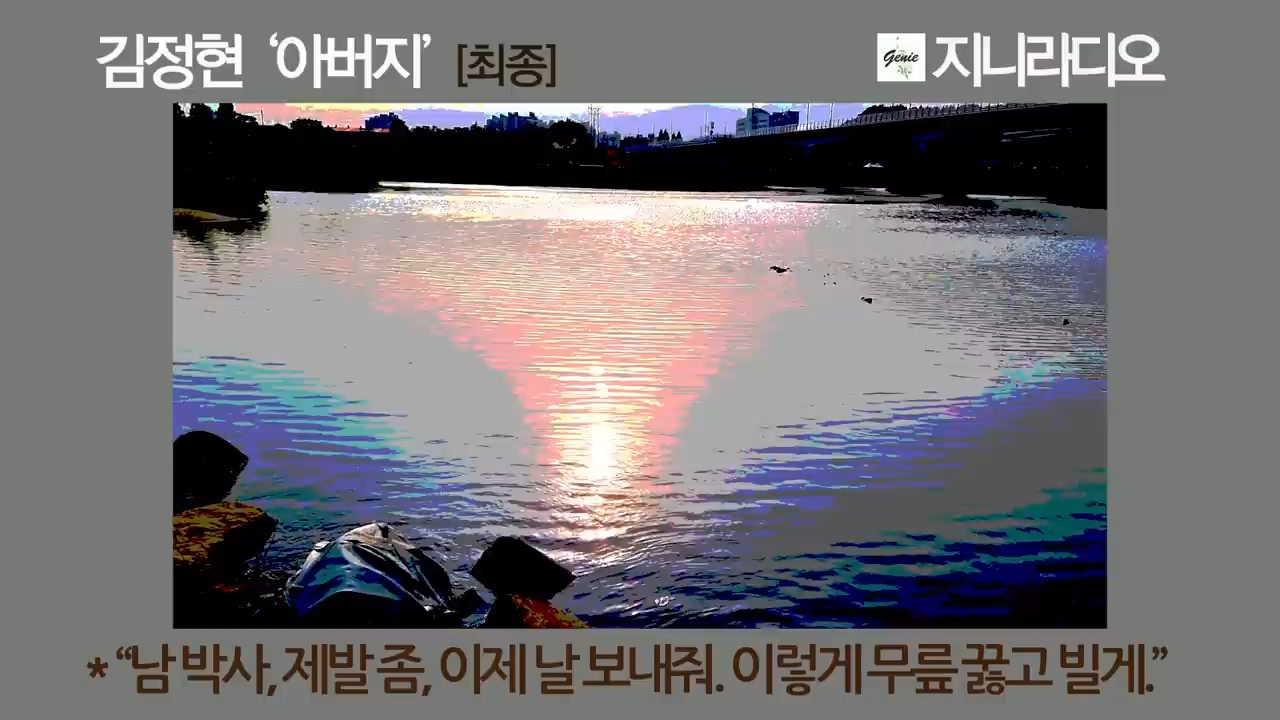 김정현 ‘아버지’ [최종]
Genie 지니라디오
* “남 박사, 제발 좀, 이제 날 보내줘. 이렇게 무릎 꿇고 빌게.”